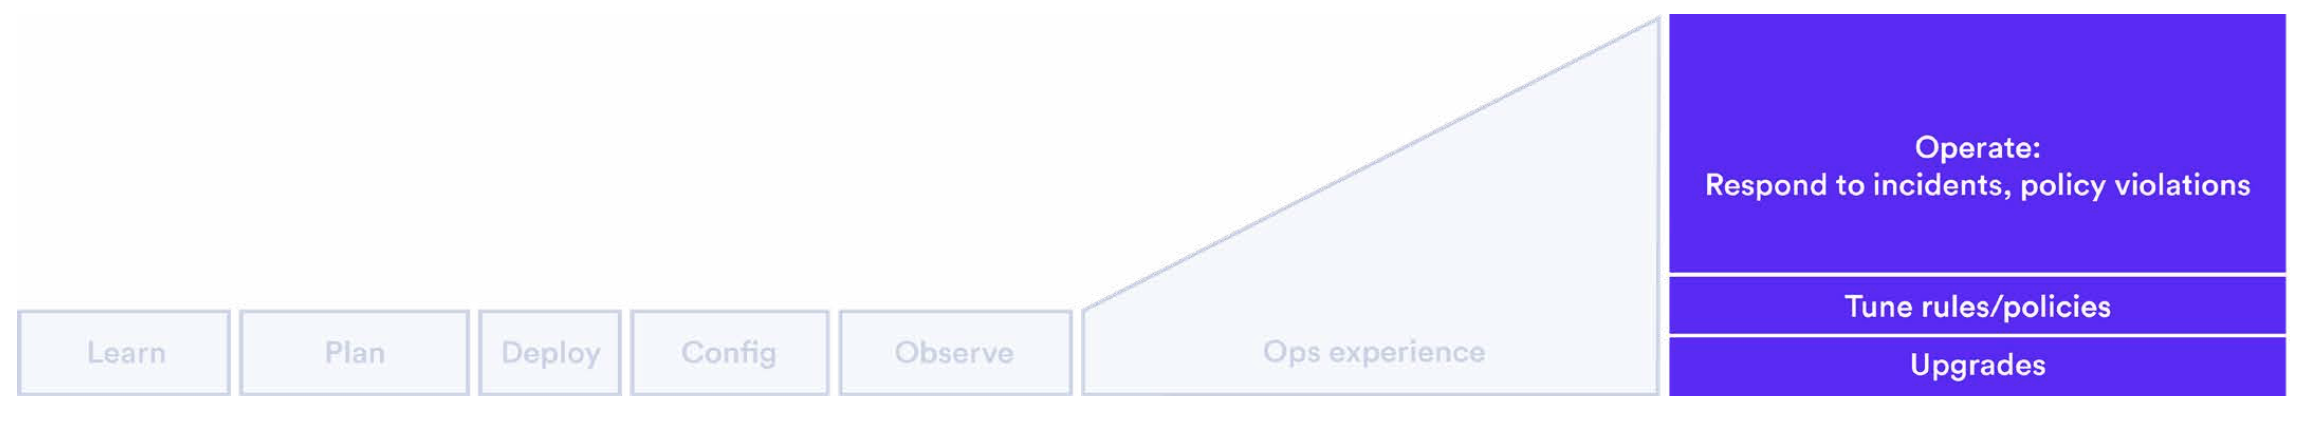 Operate:
Respond to incidents, policy violations
Tune rules/policies
Upgrades
Learn
Plan
Deploy
Config
Observe
Ops experience